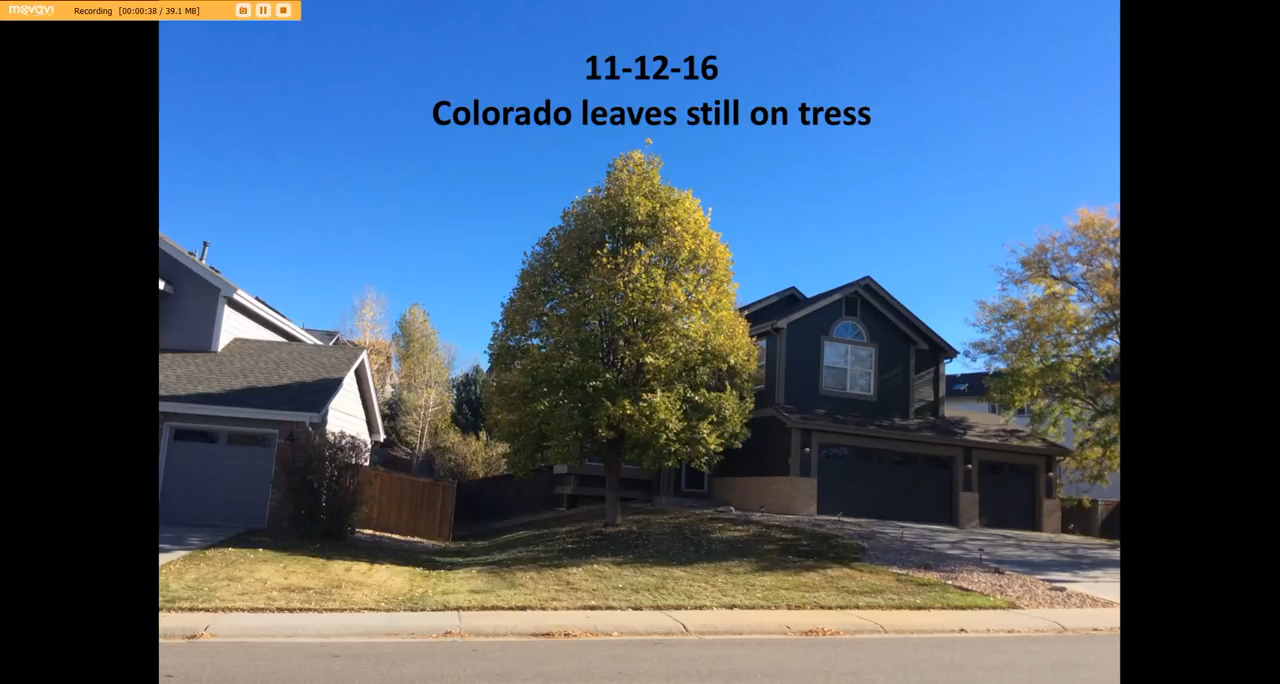 movavi Recording [00:00:38 / 39.1 MB]
11-12-16
Colorado leaves still on tress